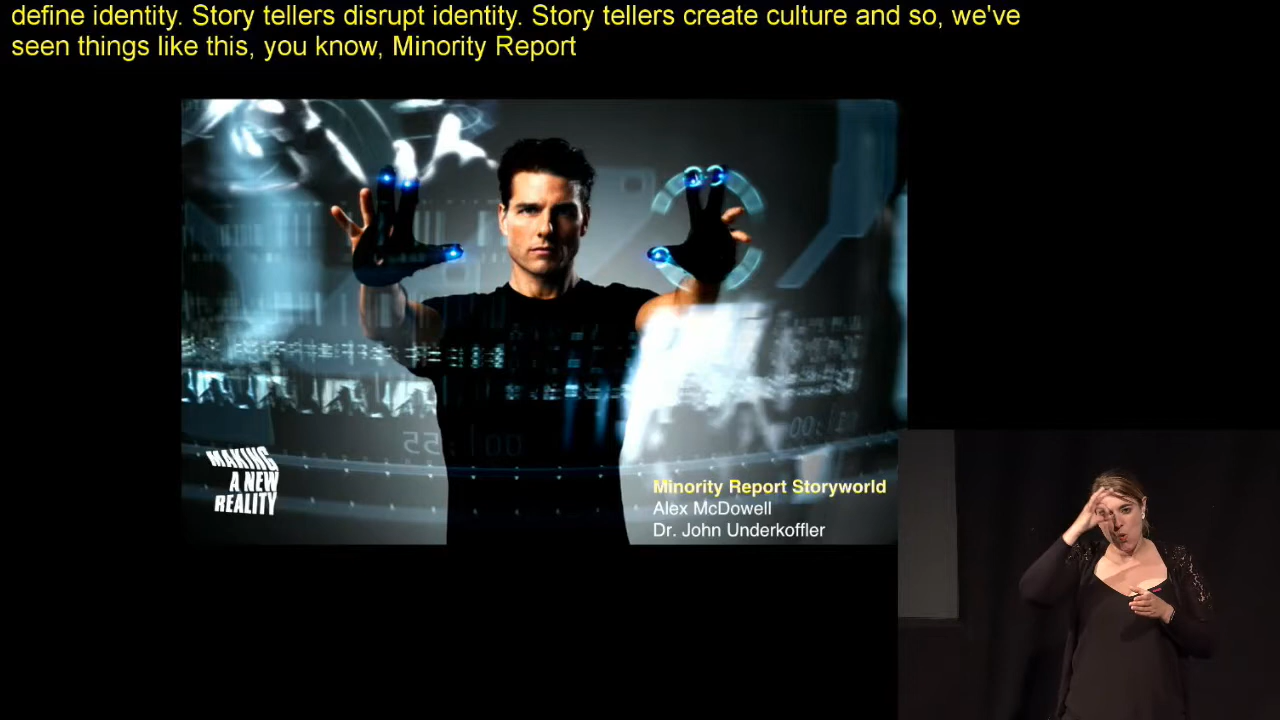 define identity. Story tellers disrupt identity. Story tellers create culture and so, we've
seen things like this, you know, Minority Report
MAKING
A NEW
REALITY
Minority Report Storyworld
Alex McDowell
Dr. John Underkoffler